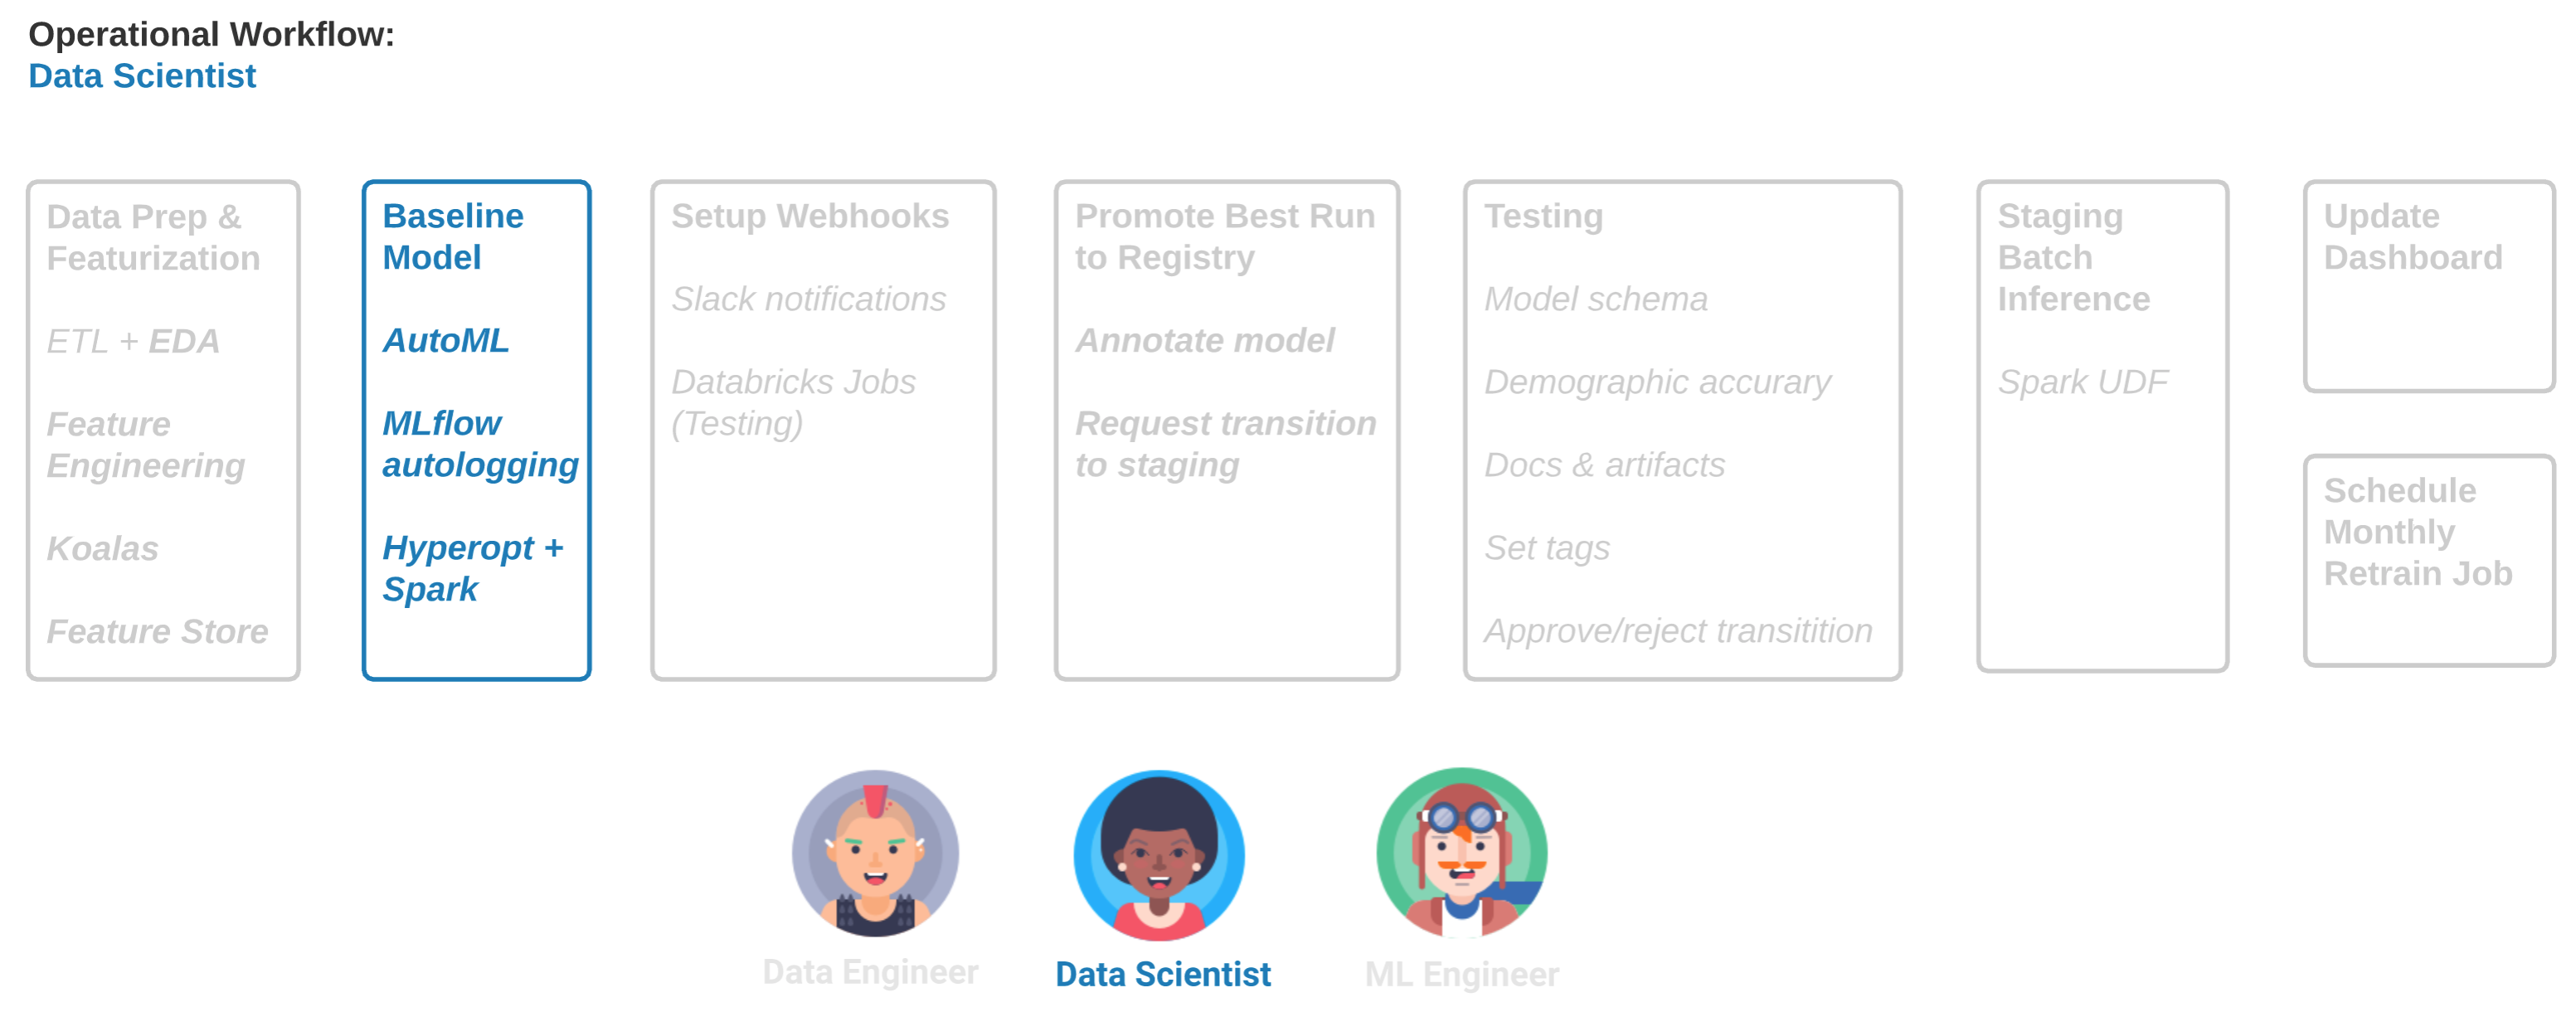 Operational Workflow:
Data Scientist
Data Prep &
Featurization
ETL + EDA
Feature
Engineering
Koalas
Feature Store
Baseline
Model
AutoML
MLflow
autologging
Hyperopt +
Spark
Setup Webhooks
Slack notifications
Databricks Jobs
(Testing)
Promote Best Run
to Registry
Annotate model
Request transition
to staging
Testing
Model schema
Demographic accurary
Docs & artifacts
Set tags
Approve/reject transitition
Staging
Batch
Inference
Spark UDF
Update
Dashboard
Schedule
Monthly
Retrain Job
Data Engineer
Data Scientist
ML Engineer